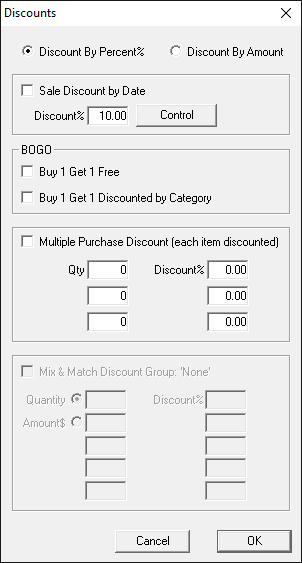 Discounts
Discount By Percent% Discount By Amount
Sale Discount by Date
Discount% 10.00 Control
BOGO
Buy 1 Get 1 Free
Buy 1 Get 1 Discounted by Category
Multiple Purchase Discount (each item discounted)
Qty 0 Discount% 0.00
0 0.00
0 0.00
Mix & Match Discount Group: 'None'
Quantity Discount%
Amount$
Cancel OK